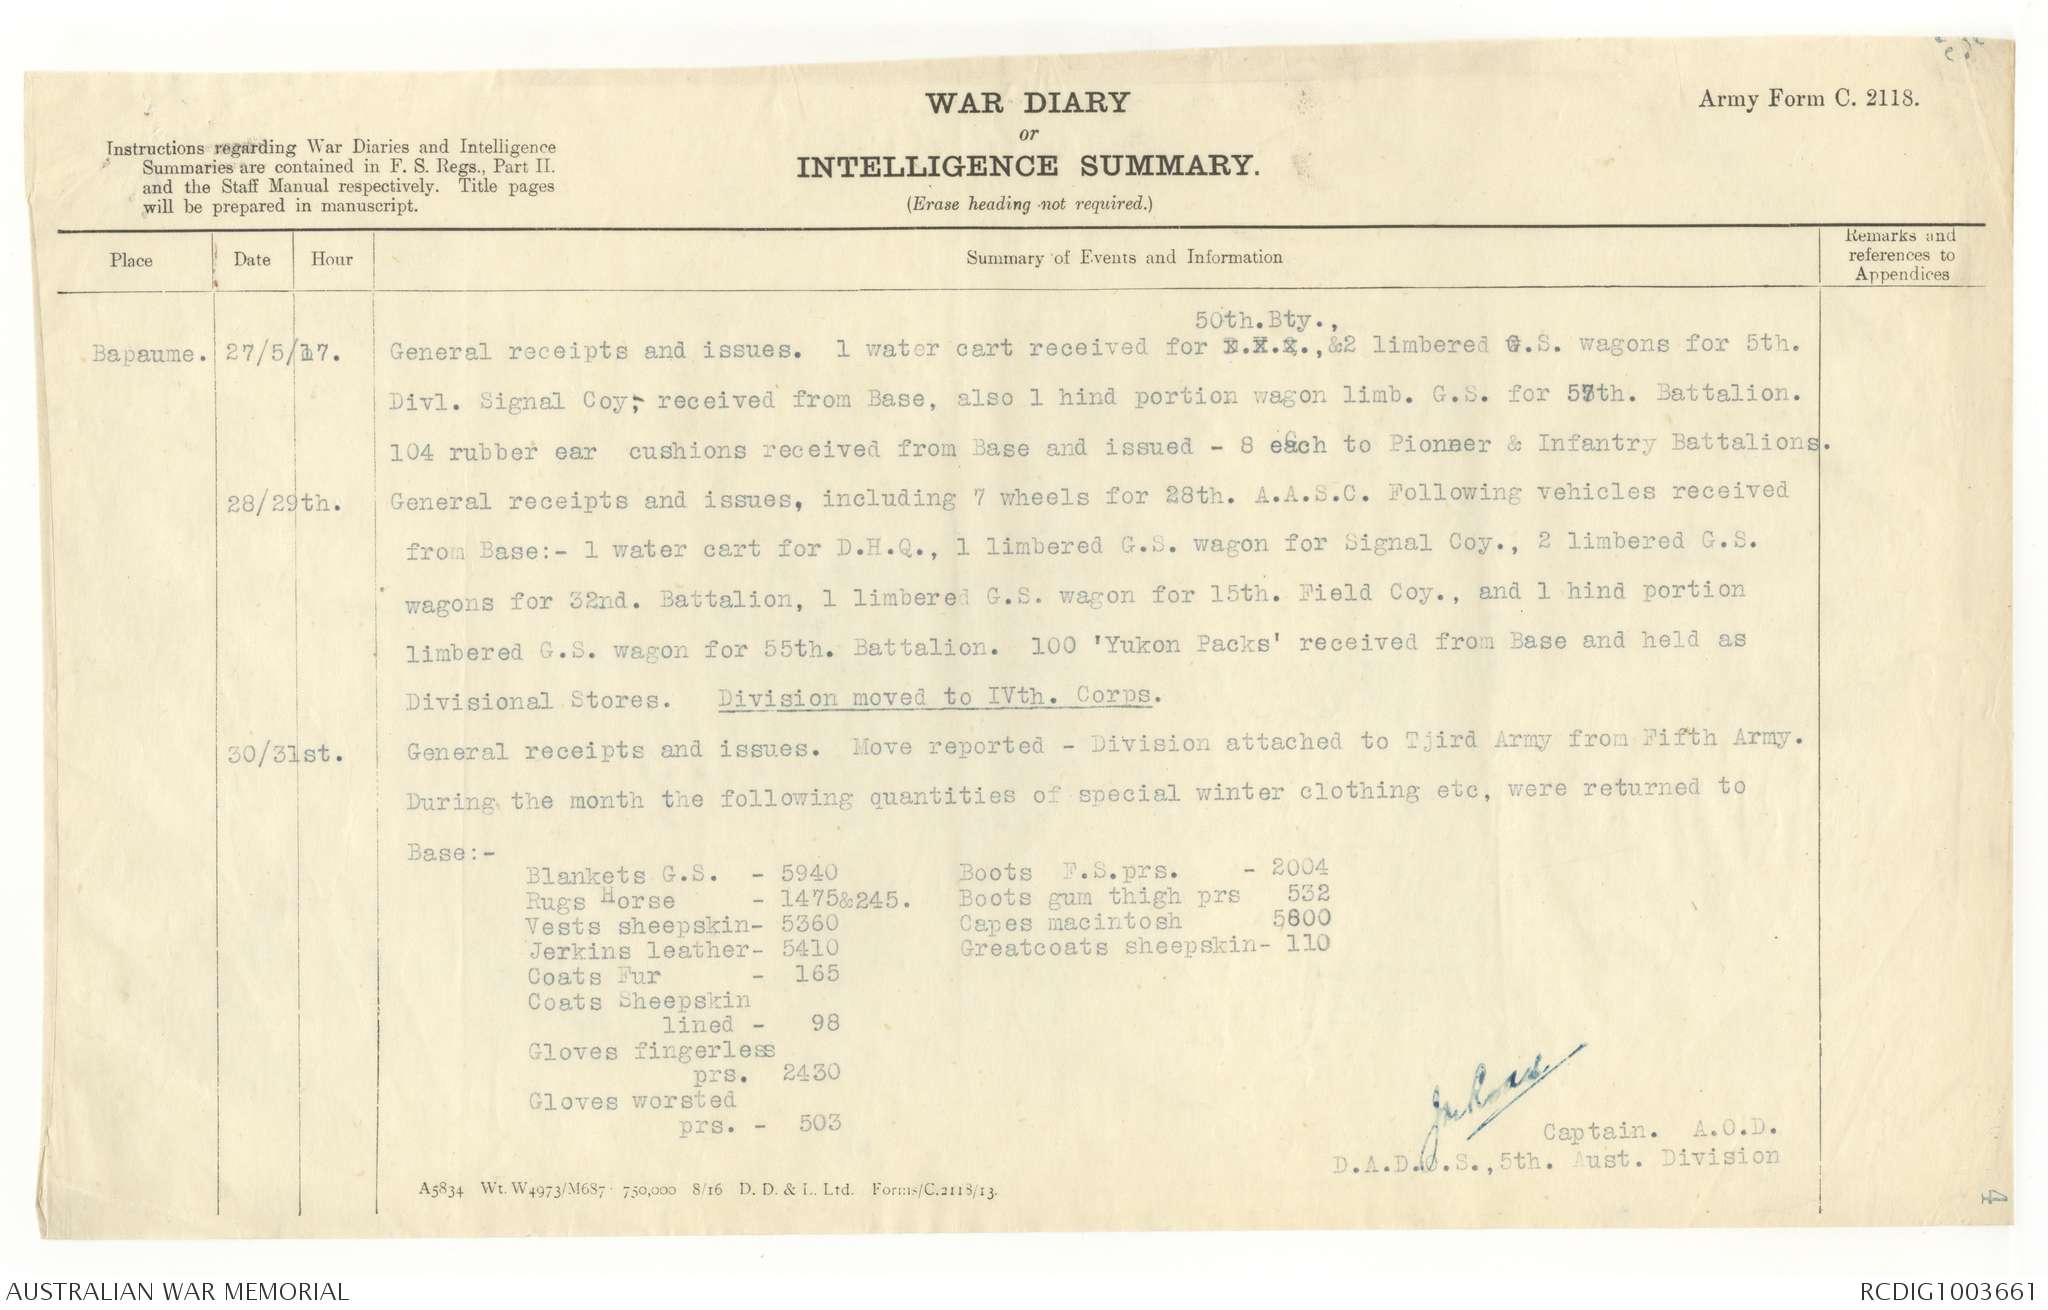 WAR DIARY
or
INTELLIGENCE SUMMARY.
(Erase heading not required.)
Army Form C. 2118.
Instructions regarding War Diaries and Intelligence
Summaries are contained in F. S. Regs., Part II.
and the Staff Manual respectively. Title pages
will be prepared in manuscript.
Place Date Hour Summary of Events and Information Remarks and
references to
Appendices
50th.Bty.,
Bapaume. 27/5/17. General receipts and issues. 1 water cart received for x.x.x.,&2 limbered G.S. wagons for 5th.
Divl. Signal Coy, received from Base, also 1 hind portion wagon limb. G.S. for 57th. Battalion.
104 rubber ear cushions received from Base and issued - 8 each to Pionner & Infantry Battalions.
28/29th. General receipts and issues, including 7 wheels for 28th. A.A.S.C. Following vehicles received
from Base:- 1 water cart for D.H.Q., 1 limbered G.S. wagon for Signal Coy., 2 limbered G.S.
wagons for 32nd. Battalion, 1 limbered G.S. wagon for 15th. Field Coy., and 1 hind portion
limbered G.S. wagon for 55th. Battalion. 100 'Yukon Packs' received from Base and held as
Divisional Stores. Division moved to IVth. Corps.
30/31st. General receipts and issues. Move reported - Division attached to Tjird Army from Fifth Army.
During the month the following quantities of special winter clothing etc, were returned to
Base:-
Blankets G.S. - 5940 Boots F.S.prs. - 2004
Rugs Horse - 1475&245. Boots gum thigh prs 532
Vests sheepskin- 5360 Capes macintosh 5800
Jerkins leather- 5410 Greatcoats sheepskin- 110
Coats Fur - 165
Coats Sheepskin
lined - 98
Gloves fingerless
prs. 2430
Gloves worsted
prs. - 503
Captain. A.O.D.
D.A.D.O.S.,5th. Aust. Division
A5834 Wt. W4973/M687 750,000 8/16 D. D. & L. Ltd. Forms/C.2118/13.
4
AUSTRALIAN WAR MEMORIAL
RCDIG1003661